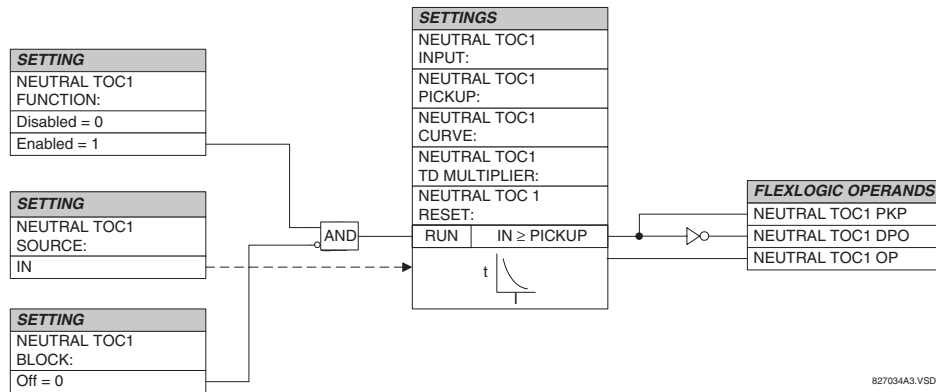 SETTING
NEUTRAL TOC1
FUNCTION:
Disabled = 0
Enabled = 1
SETTING
NEUTRAL TOC1
SOURCE:
IN
SETTING
NEUTRAL TOC1
BLOCK:
Off = 0
AND
SETTINGS
NEUTRAL TOC1
INPUT:
NEUTRAL TOC1
PICKUP:
NEUTRAL TOC1
CURVE:
NEUTRAL TOC1
TD MULTIPLIER:
NEUTRAL TOC 1
RESET:
RUN IN ≥ PICKUP
t
I
FLEXLOGIC OPERANDS
NEUTRAL TOC1 PKP
NEUTRAL TOC1 DPO
NEUTRAL TOC1 OP
827034A3.VSD